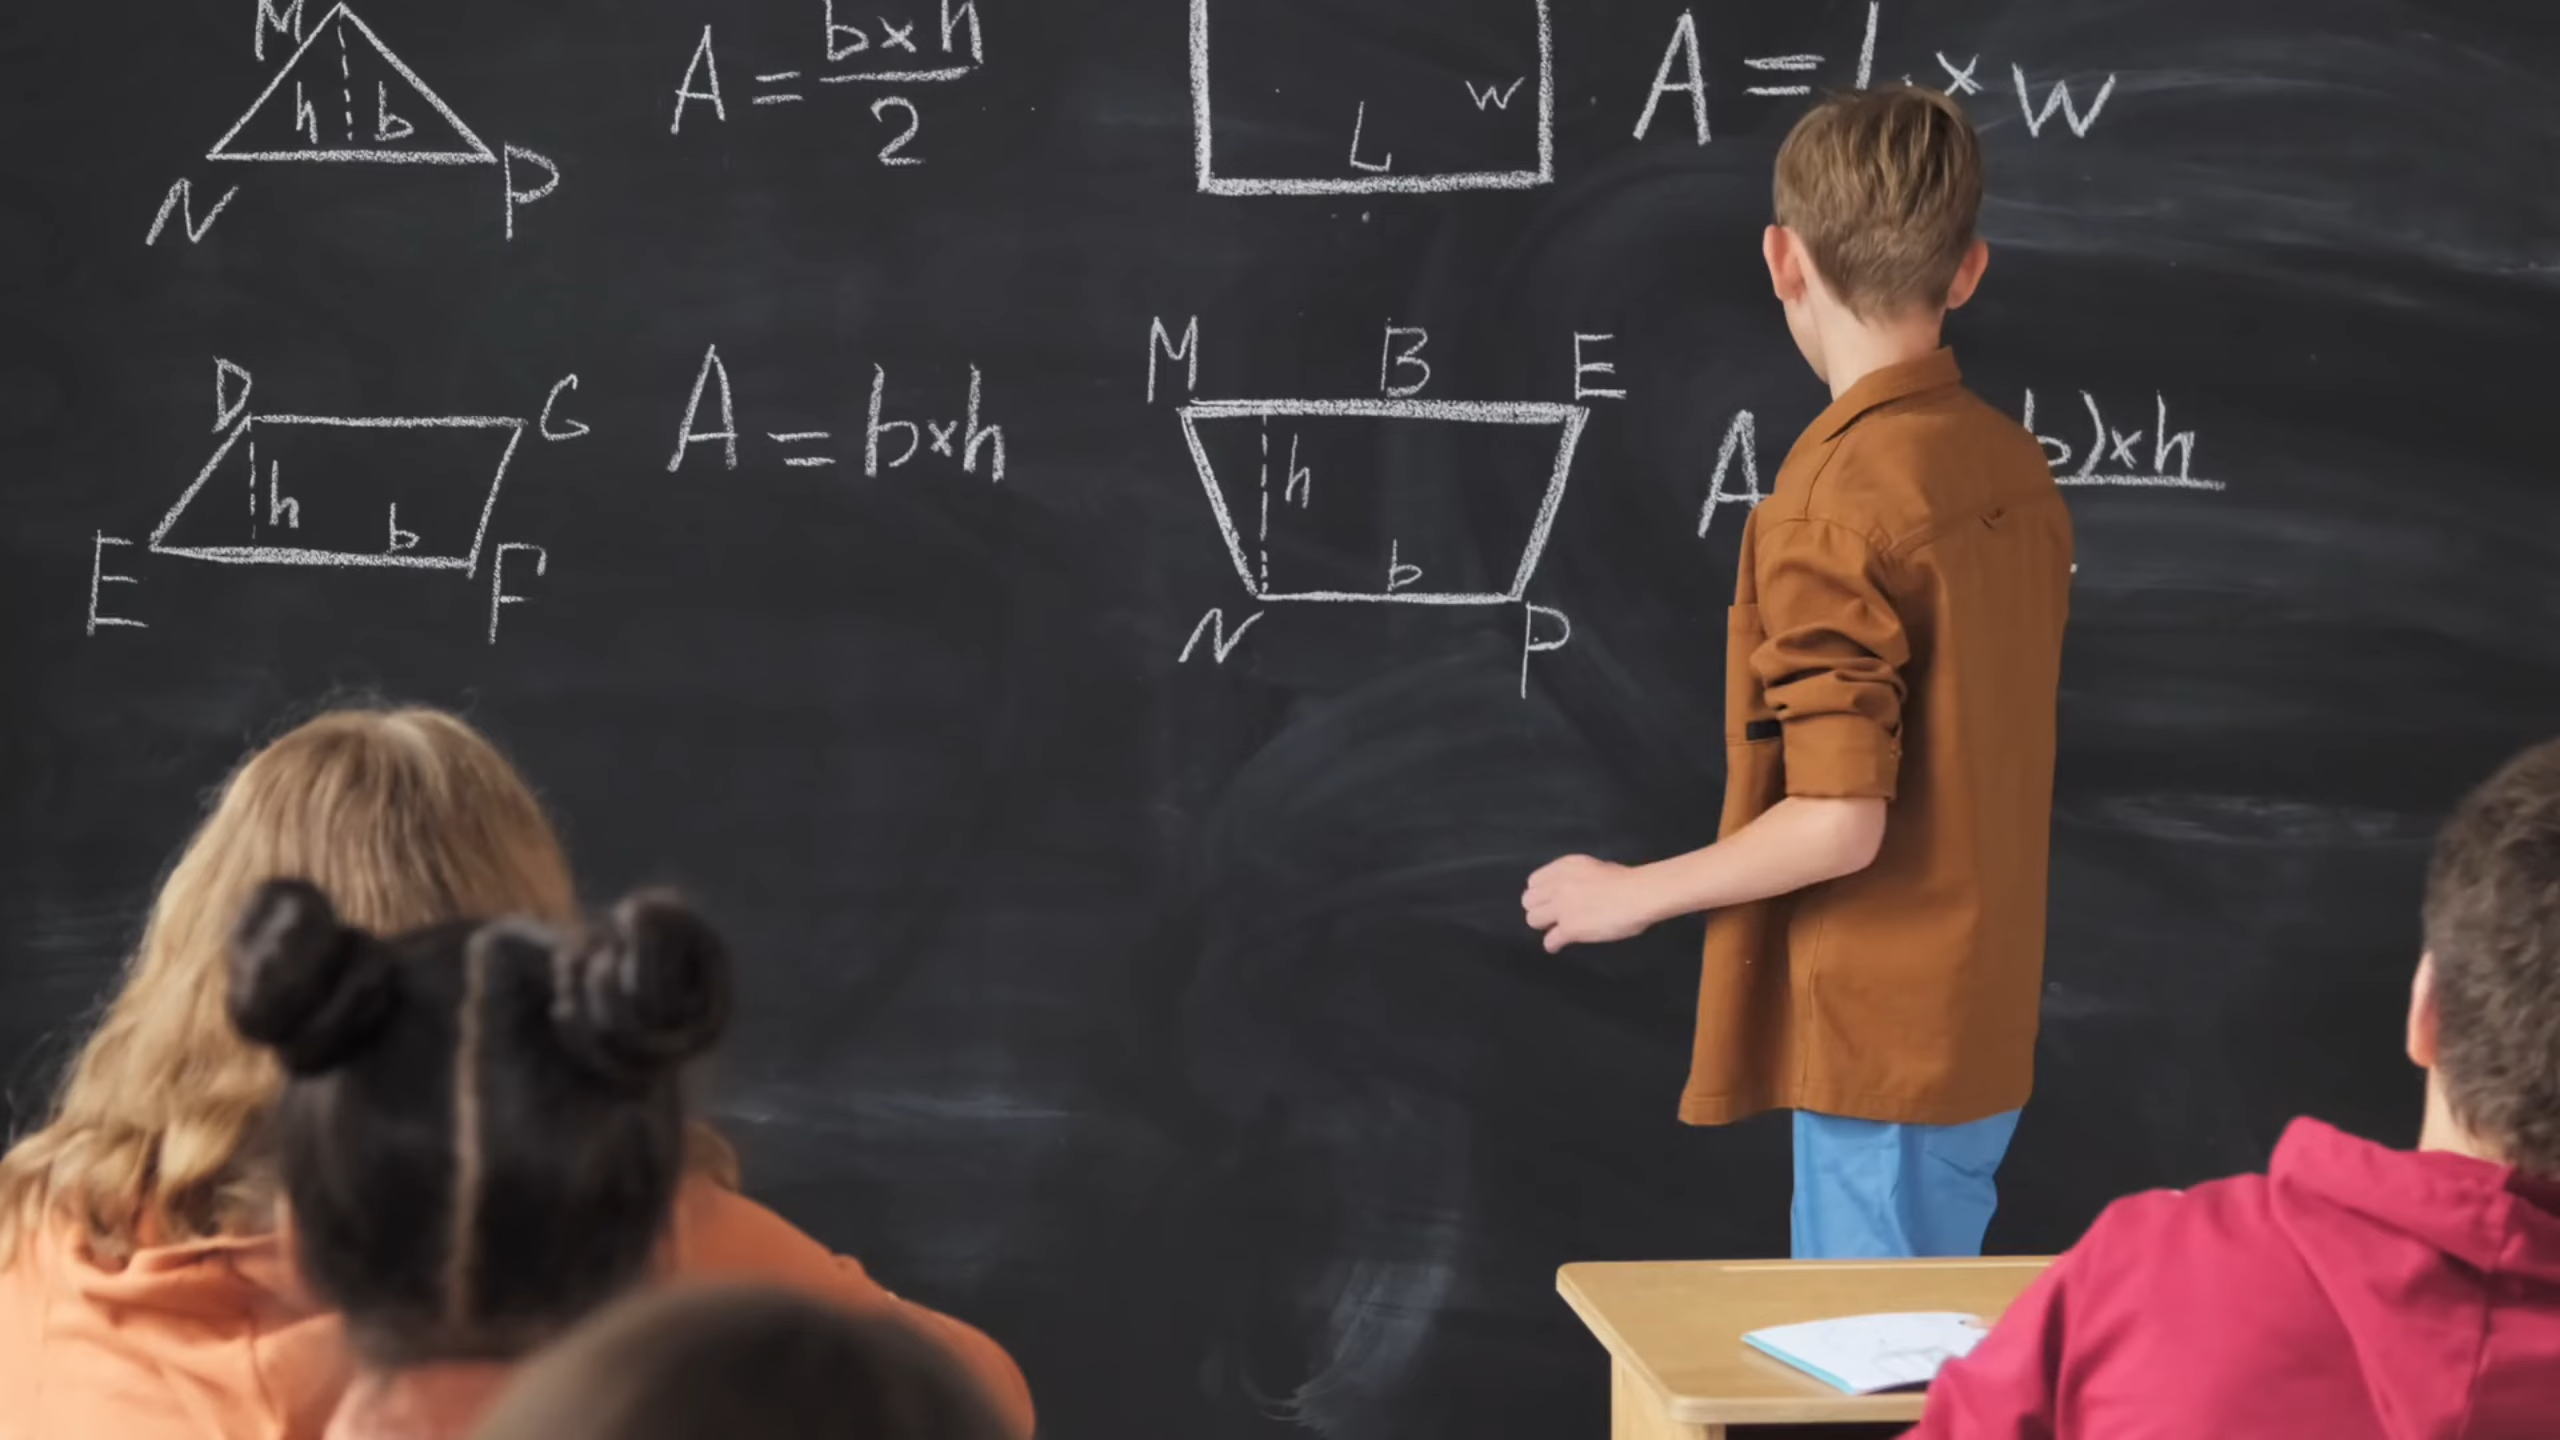 M
h b
N P
A = b×h
2
L w
A = L × w
D G
h b
E F
A = b×h
M B E
h
b
N P
A b)×h